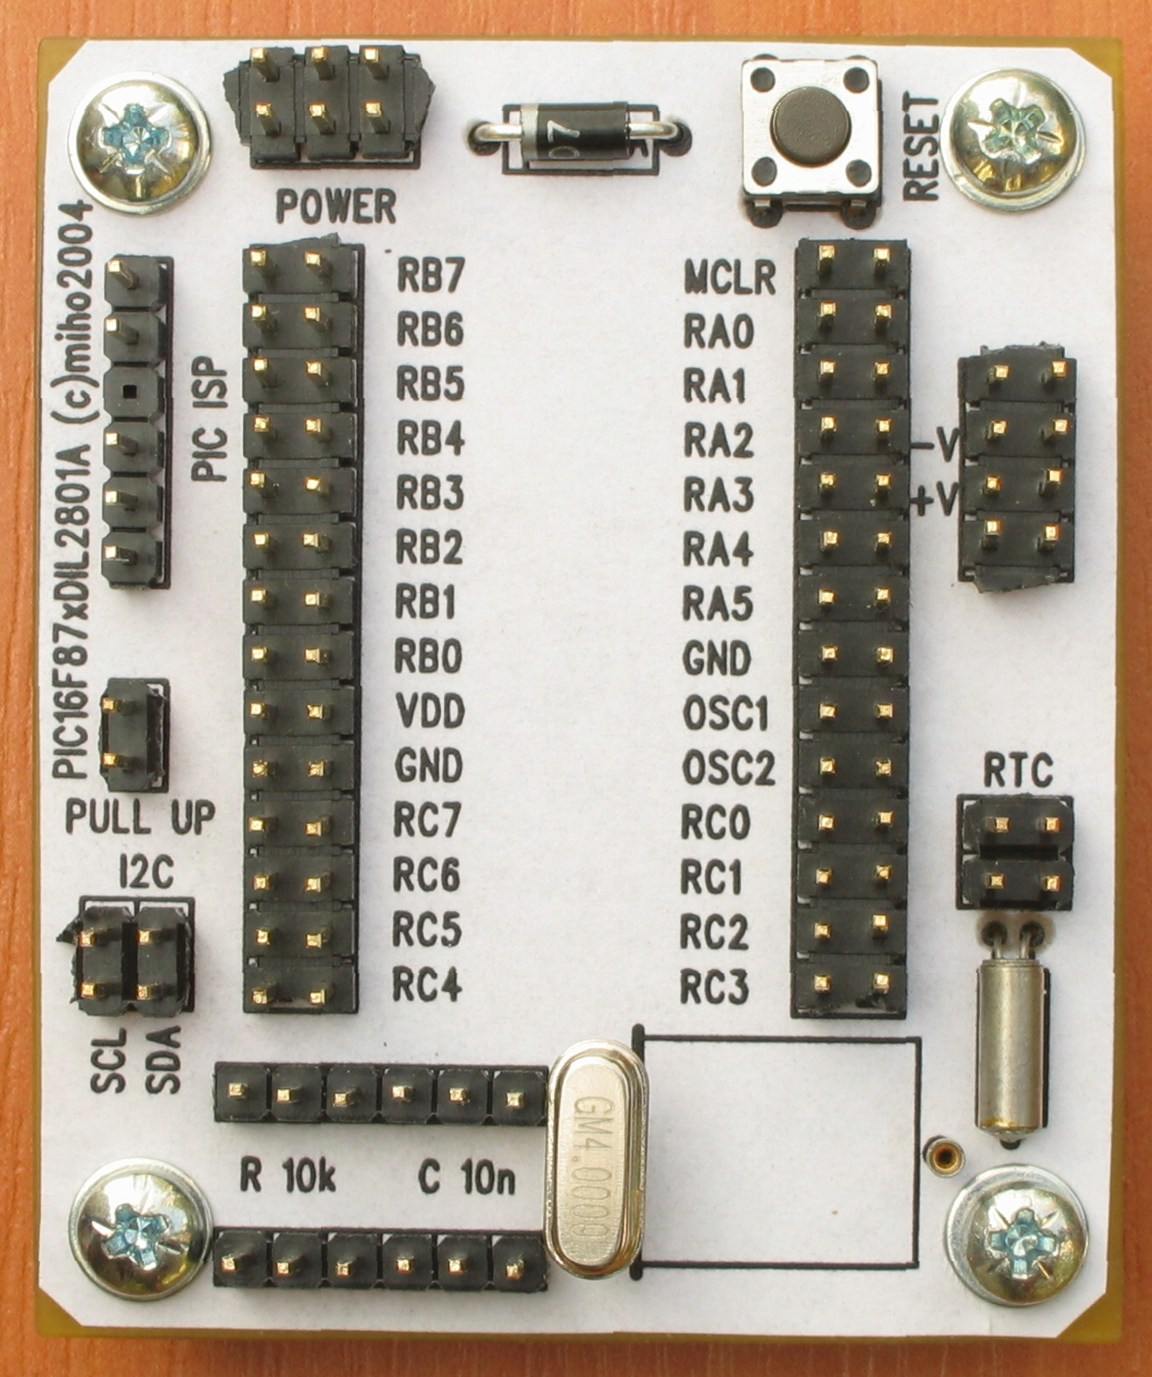 POWER
RESET
PIC16F87xDIL2801A (c)miho2004
PIC ISP
RB7
RB6
RB5
RB4
RB3
RB2
RB1
RB0
VDD
GND
RC7
RC6
RC5
RC4
MCLR
RA0
RA1
RA2
RA3
RA4
RA5
GND
OSC1
OSC2
RC0
RC1
RC2
RC3
-V
+V
RTC
PULL UP
I2C
SCL
SDA
R 10k
C 10n
GM4.0000